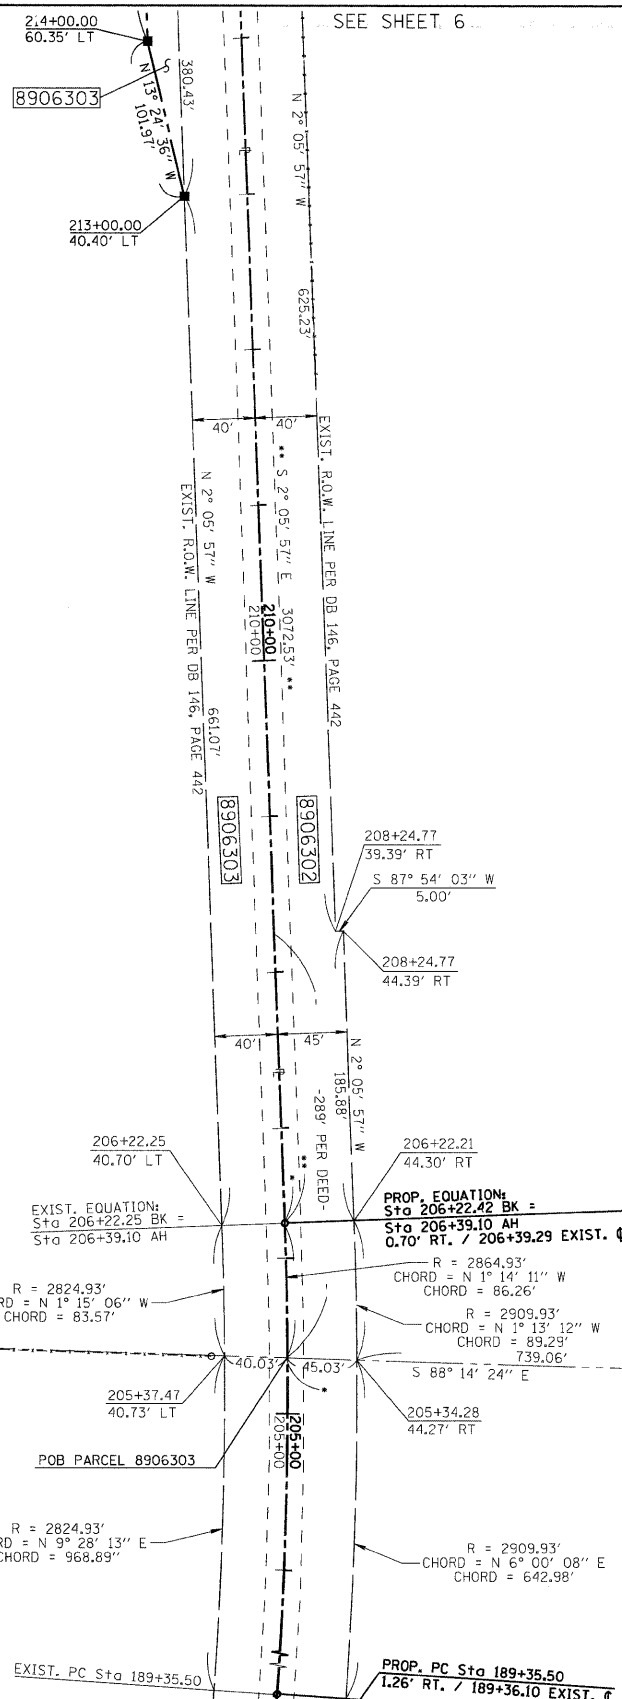 214+00.00
60.35' LT
SEE SHEET 6
8906303
N 13° 24' 36" W
101.97'
380.43'
N 2° 05' 57" W
213+00.00
40.40' LT
625.23'
40'
40'
EXIST. R.O.W. LINE PER DB 146, PAGE 442
N 2° 05' 57" W
EXIST. R.O.W. LINE PER DB 146, PAGE 442
** S 2° 05' 57" E 3072.53' **
210+00
210+00
661.07'
8906303
8906302
208+24.77
39.39' RT
S 87° 54' 03" W
5.00'
208+24.77
44.39' RT
40'
45'
N 2° 05' 57" W
185.88'
-289' PER DEED-
**
*
206+22.25
40.70' LT
206+22.21
44.30' RT
EXIST. EQUATION:
Sta 206+22.25 BK =
Sta 206+39.10 AH
PROP. EQUATION:
Sta 206+22.42 BK =
Sta 206+39.10 AH
0.70' RT. / 206+39.29 EXIST. ℄
R = 2864.93'
CHORD = N 1° 14' 11" W
CHORD = 86.26'
R = 2824.93'
RD = N 1° 15' 06" W
CHORD = 83.57'
R = 2909.93'
CHORD = N 1° 13' 12" W
CHORD = 89.29'
739.06'
S 88° 14' 24" E
40.03'
45.03'
*
205+37.47
40.73' LT
205+34.28
44.27' RT
205+00
205+00
POB PARCEL 8906303
R = 2824.93'
RD = N 9° 28' 13" E
CHORD = 968.89"
R = 2909.93'
CHORD = N 6° 00' 08" E
CHORD = 642.98'
EXIST. PC Sta 189+35.50
PROP. PC Sta 189+35.50
1.26' RT. / 189+36.10 EXIST. ℄